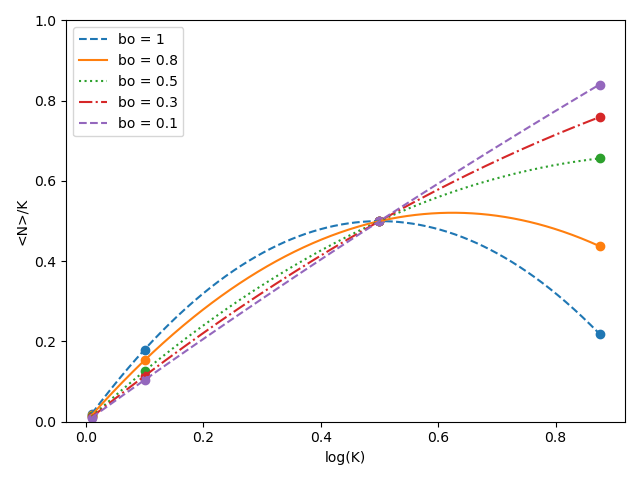 1.0
0.8
0.6
0.4
0.2
0.0
<N>/K
bo = 1
bo = 0.8
bo = 0.5
bo = 0.3
bo = 0.1
0.0 0.2 0.4 0.6 0.8
log(K)